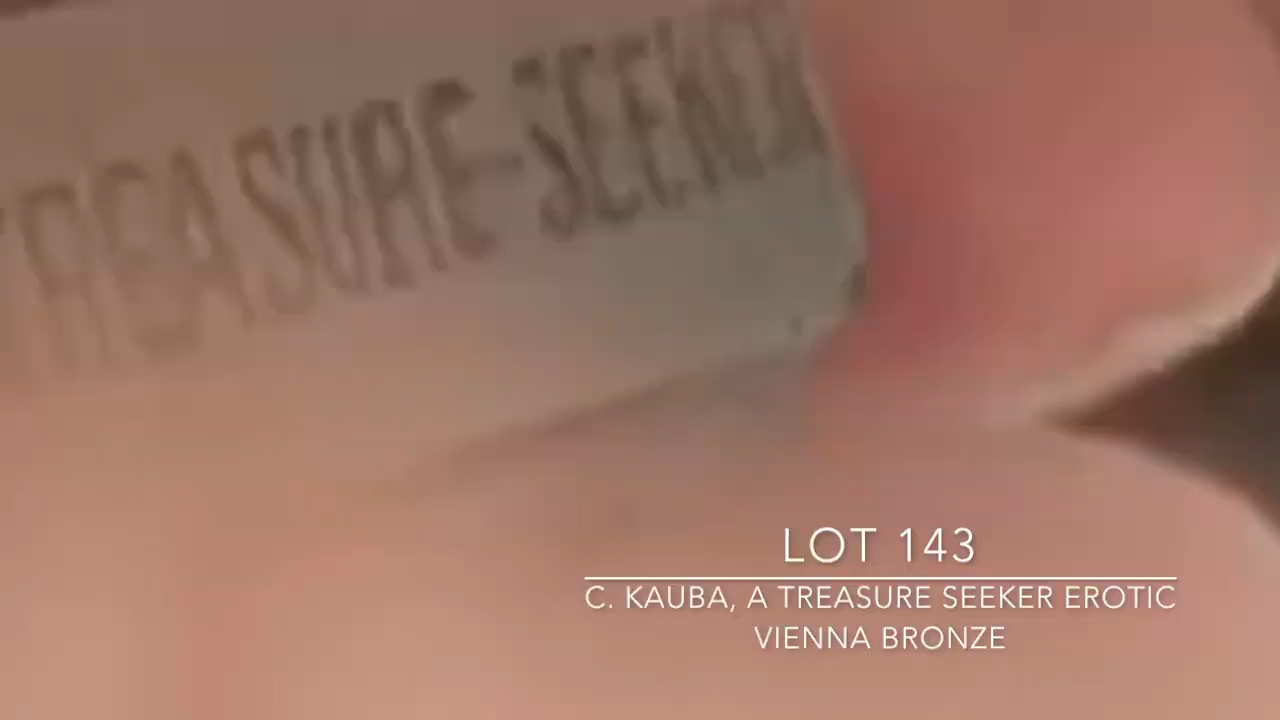 TREASURE-SEEKER
LOT 143
C. KAUBA, A TREASURE SEEKER EROTIC
VIENNA BRONZE